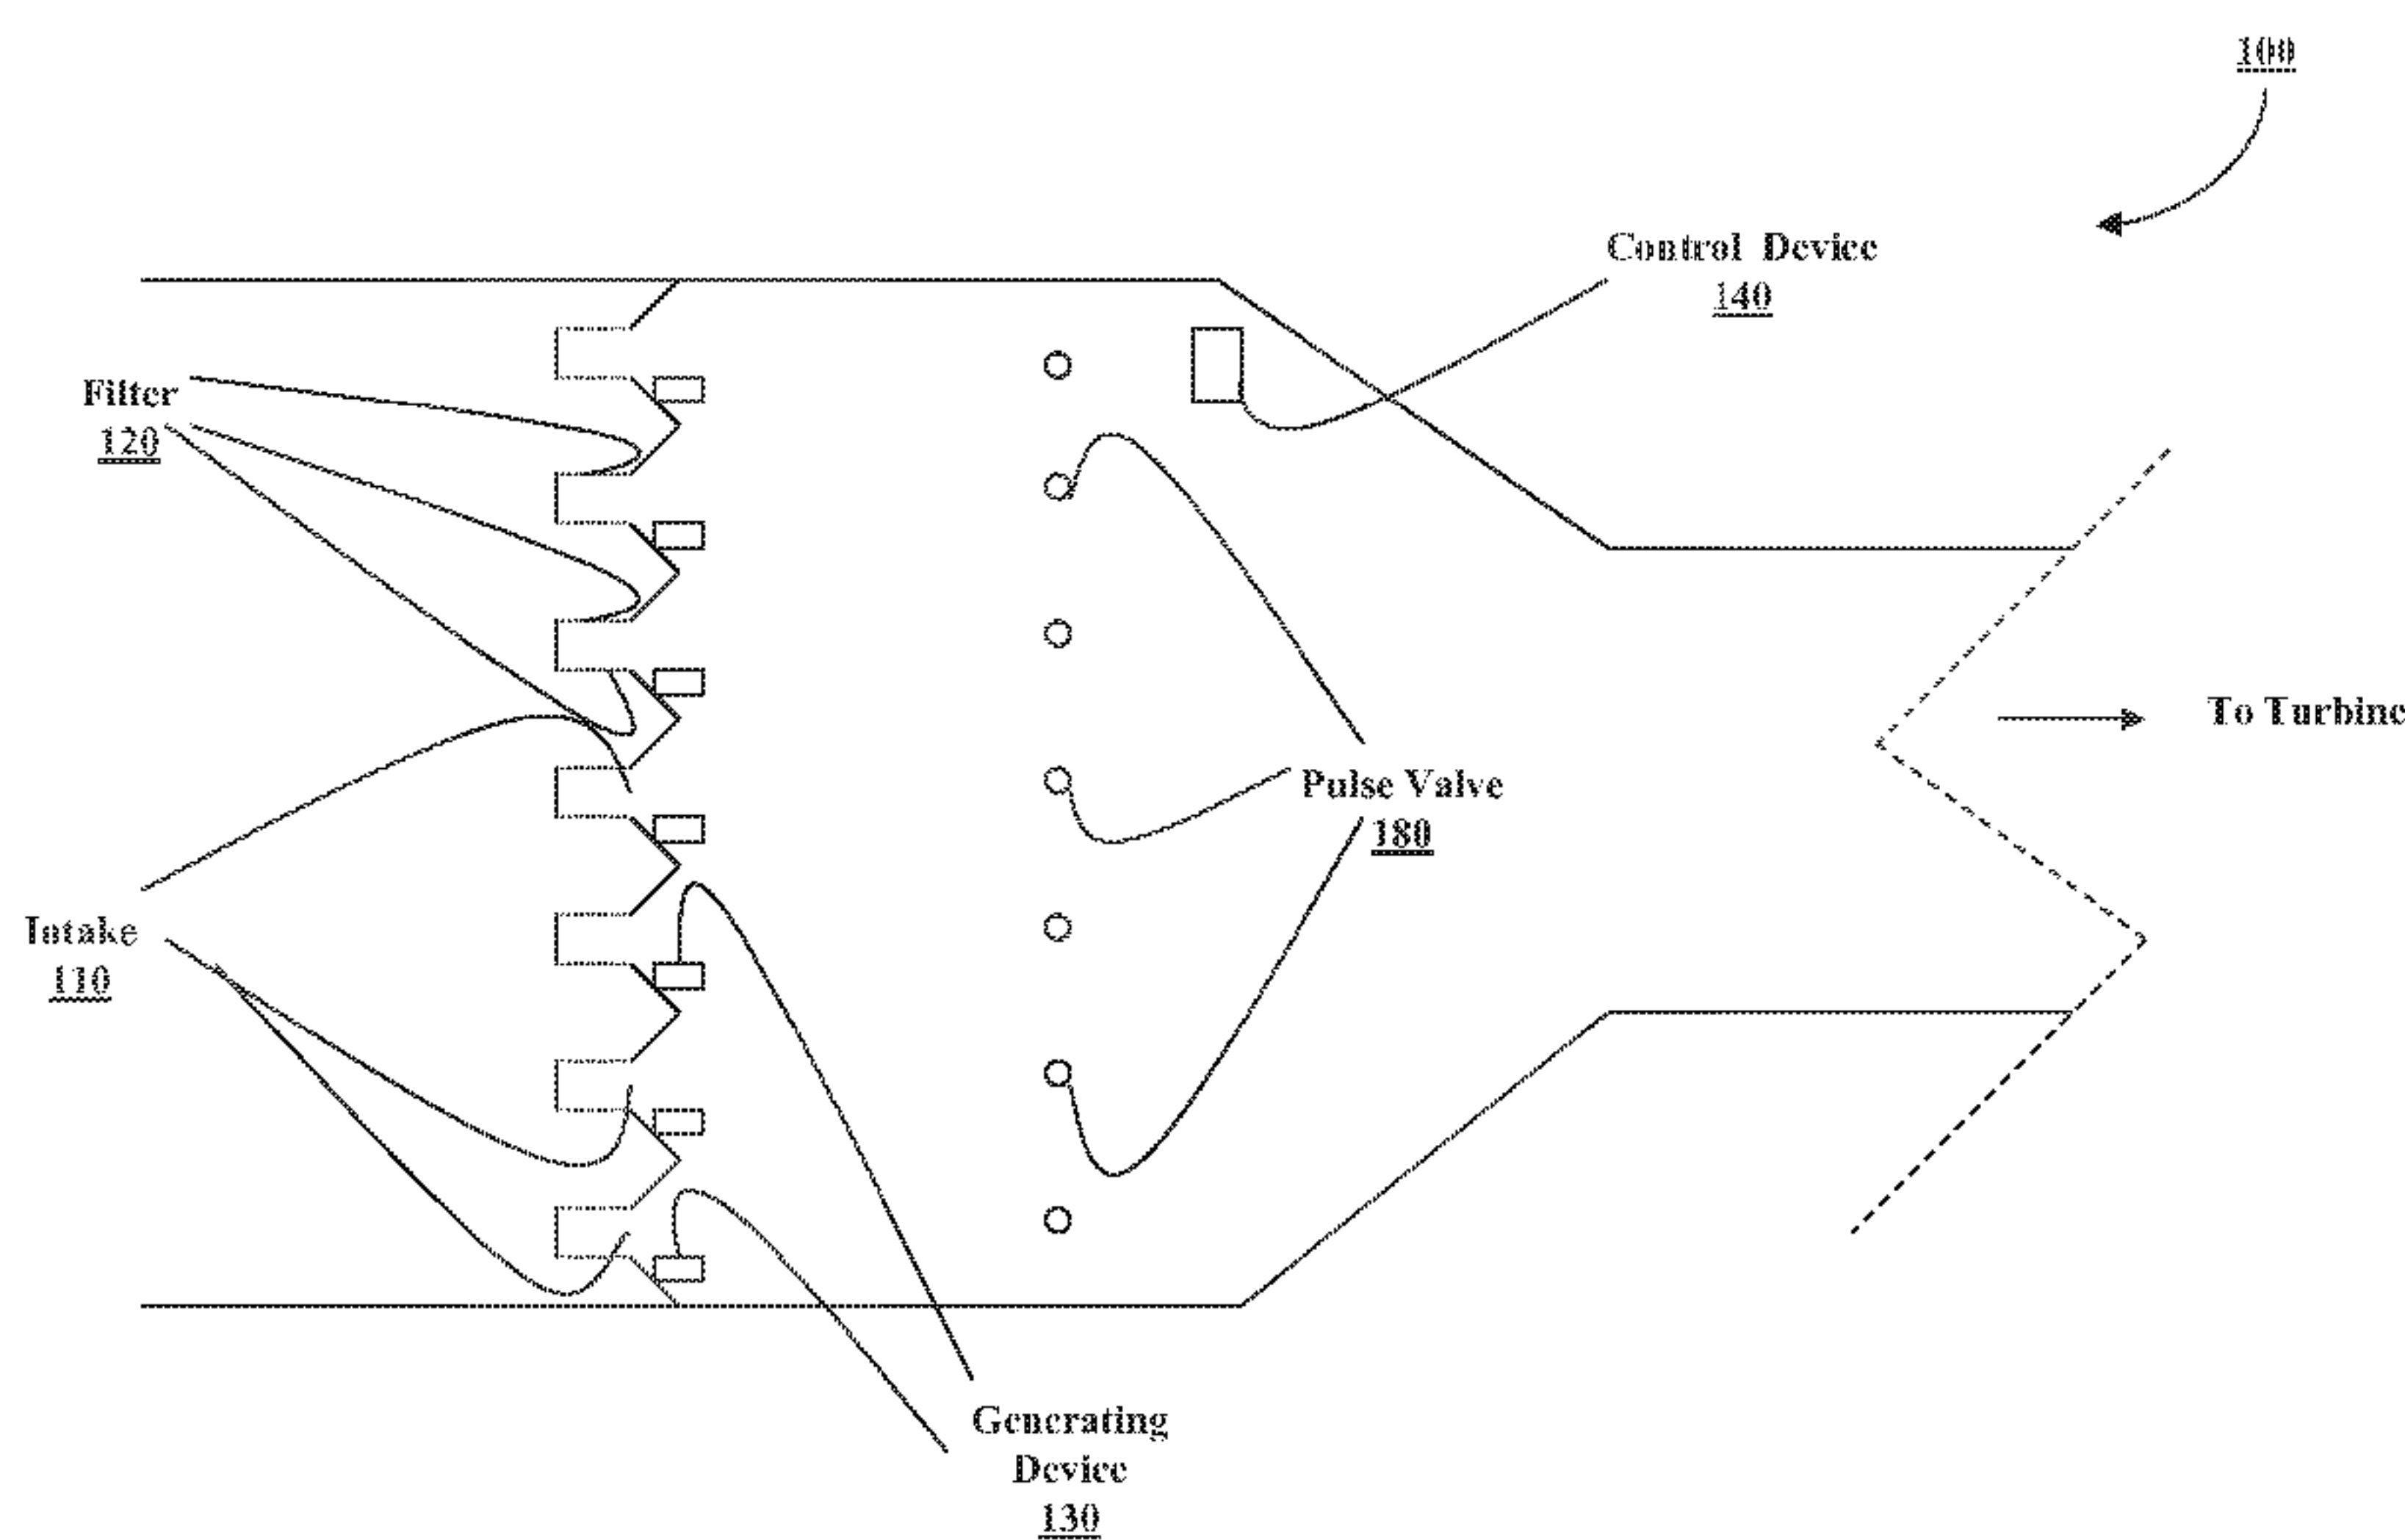 100
Control Device
140
Filter
120
To Turbine
Pulse Valve
180
Intake
110
Generating
Device
130